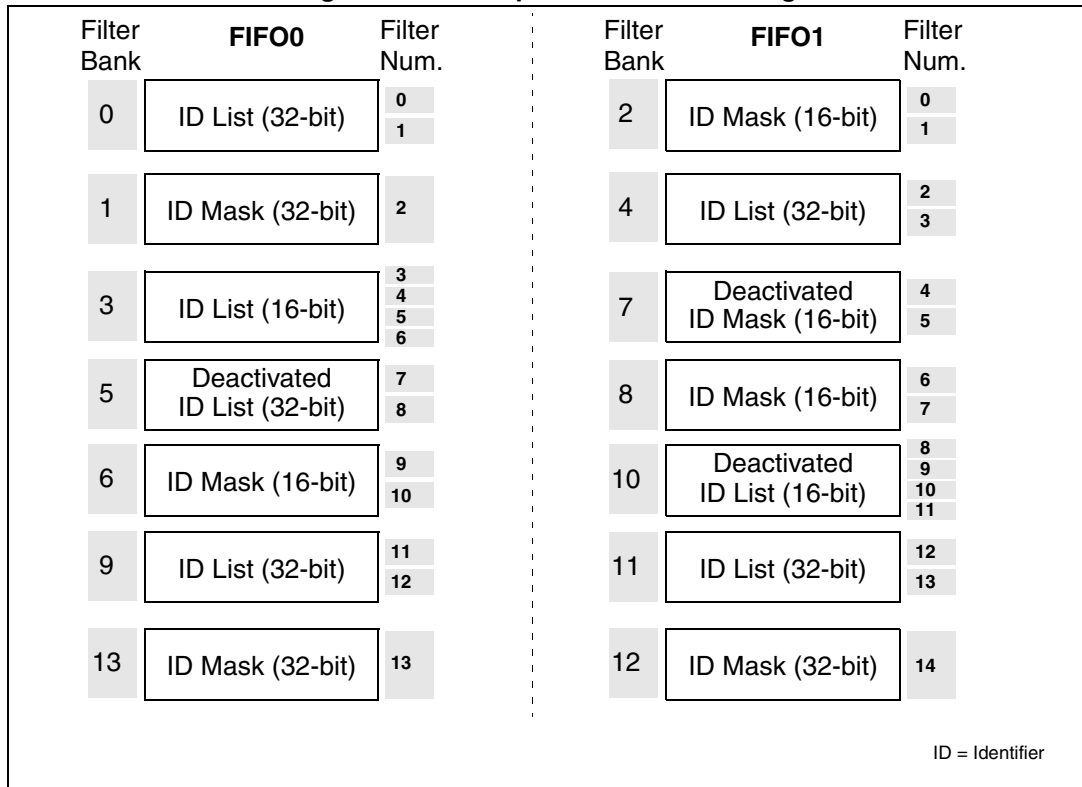 Filter Bank FIFO0 Filter Num.
0 ID List (32-bit) 0 1
1 ID Mask (32-bit) 2
3 ID List (16-bit) 3 4 5 6
5 Deactivated ID List (32-bit) 7 8
6 ID Mask (16-bit) 9 10
9 ID List (32-bit) 11 12
13 ID Mask (32-bit) 13
Filter Bank FIFO1 Filter Num.
2 ID Mask (16-bit) 0 1
4 ID List (32-bit) 2 3
7 Deactivated ID Mask (16-bit) 4 5
8 ID Mask (16-bit) 6 7
10 Deactivated ID List (16-bit) 8 9 10 11
11 ID List (32-bit) 12 13
12 ID Mask (32-bit) 14
ID = Identifier